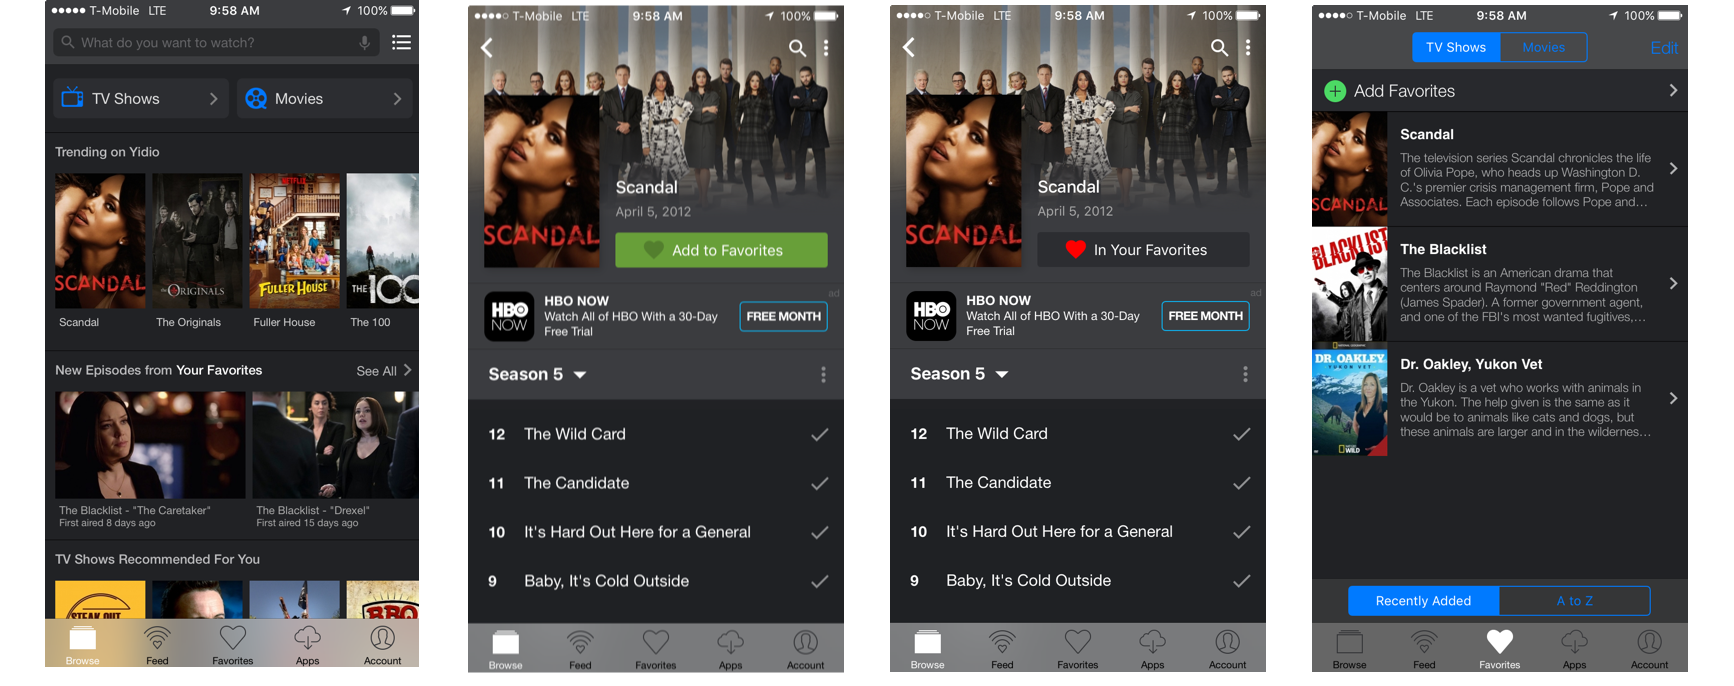 T-Mobile LTE 9:58 AM 100%
What do you want to watch?
TV Shows
Movies
Trending on Yidio
SCANDAL
the ORIGINALS
NETFLIX
FULLER HOUSE
THE 100
Scandal
The Originals
Fuller House
The 100
New Episodes from Your Favorites
See All
The Blacklist - "The Caretaker"
First aired 8 days ago
The Blacklist - "Drexel"
First aired 15 days ago
TV Shows Recommended For You
STEAK OUT
BBQ
Browse
Feed
Favorites
Apps
Account
T-Mobile LTE 9:58 AM 100%
SCANDAL
Scandal
April 5, 2012
Add to Favorites
ad
HBO NOW
HBO NOW
Watch All of HBO With a 30-Day
Free Trial
FREE MONTH
Season 5
12 The Wild Card
11 The Candidate
10 It's Hard Out Here for a General
9 Baby, It's Cold Outside
Browse
Feed
Favorites
Apps
Account
T-Mobile LTE 9:58 AM 100%
SCANDAL
Scandal
April 5, 2012
In Your Favorites
ad
HBO NOW
HBO NOW
Watch All of HBO With a 30-Day
Free Trial
FREE MONTH
Season 5
12 The Wild Card
11 The Candidate
10 It's Hard Out Here for a General
9 Baby, It's Cold Outside
Browse
Feed
Favorites
Apps
Account
T-Mobile LTE 9:58 AM 100%
TV Shows
Movies
Edit
Add Favorites
SCANDAL
Scandal
The television series Scandal chronicles the life
of Olivia Pope, who heads up Washington D.
C.'s premier crisis management firm, Pope and
Associates. Each episode follows Pope and...
BLACKLIST
The Blacklist
The Blacklist is an American drama that
centers around Raymond "Red" Reddington
(James Spader). A former government agent,
and one of the FBI's most wanted fugitives,...
DR. OAKLEY
YUKON VET
WILD
Dr. Oakley, Yukon Vet
Dr. Oakley is a vet who works with animals in
the Yukon. The help given is the same as it
would be to animals like cats and dogs, but
these animals are larger and in the wildernes...
Recently Added
A to Z
Browse
Feed
Favorites
Apps
Account